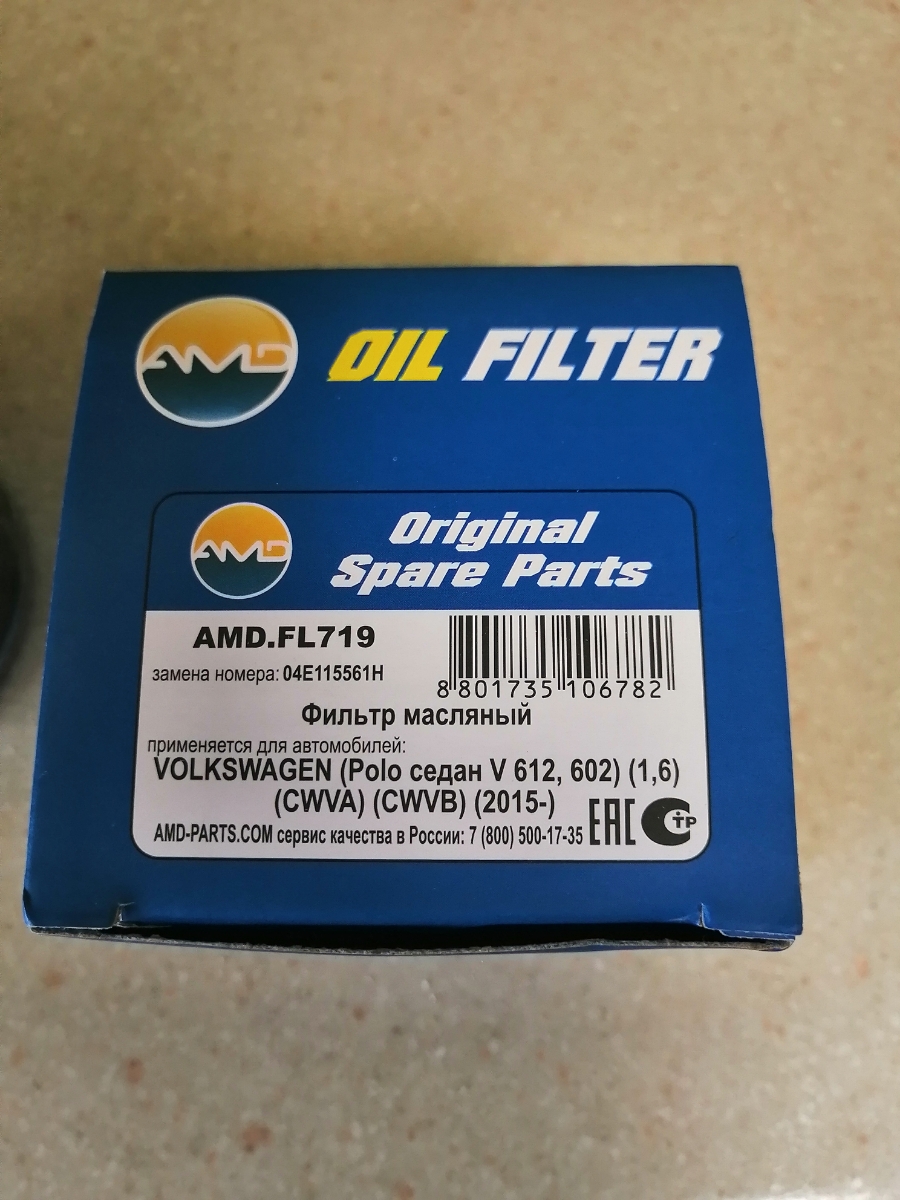 AMD
OIL FILTER
AMD
Original
Spare Parts
AMD.FL719
замена номера: 04E115561H
8 801735 106782
Фильтр масляный
применяется для автомобилей:
VOLKSWAGEN (Polo седан V 612, 602) (1,6)
(CWVA) (CWVB) (2015-)
AMD-PARTS.COM сервис качества в России: 7 (800) 500-17-35
EAC
СТР